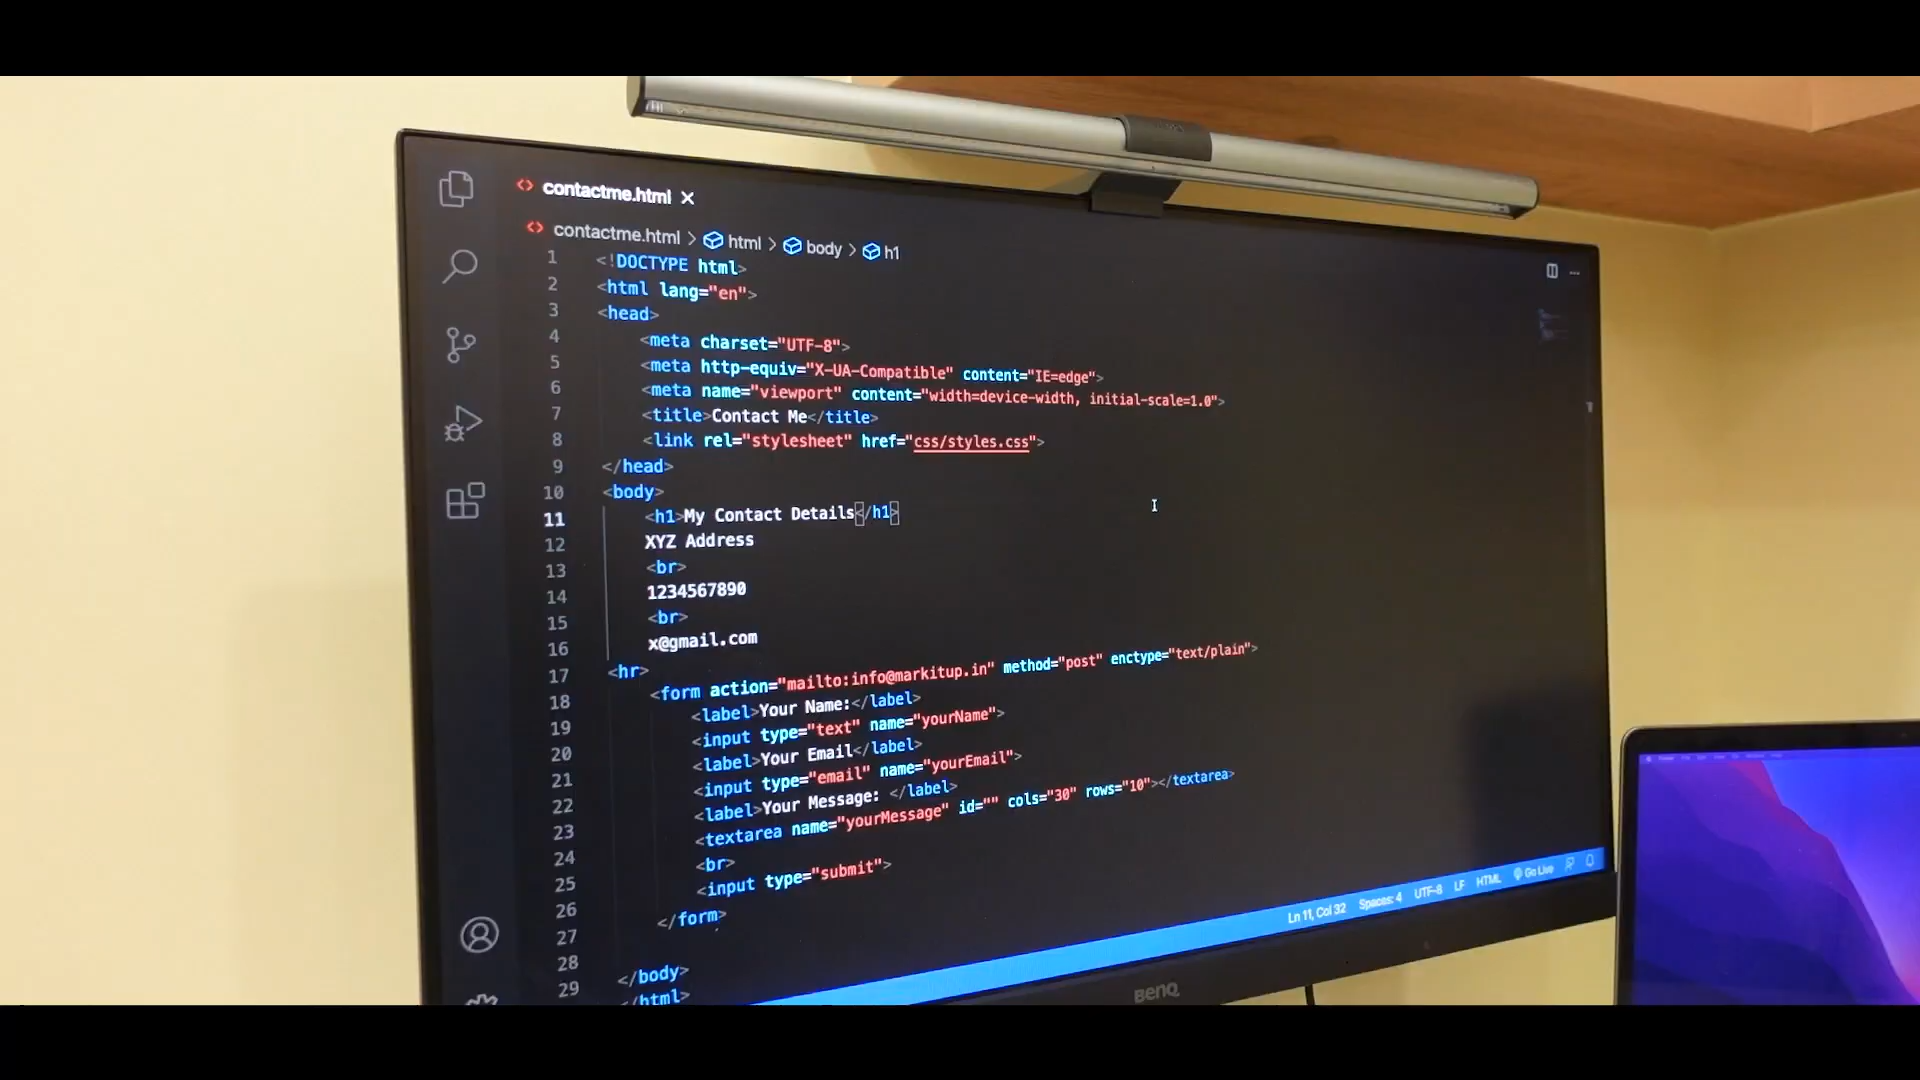 contactme.html
contactme.html > html > body > h1
1 <!DOCTYPE html>
2 <html lang="en">
3 <head>
4 <meta charset="UTF-8">
5 <meta http-equiv="X-UA-Compatible" content="IE=edge">
6 <meta name="viewport" content="width=device-width, initial-scale=1.0">
7 <title>Contact Me</title>
8 <link rel="stylesheet" href="css/styles.css">
9 </head>
10 <body>
11 <h1>My Contact Details</h1>
12 XYZ Address
13 <br>
14 1234567890
15 <br>
16 x@gmail.com
17 <hr>
18 <form action="mailto:info@markitup.in" method="post" enctype="text/plain">
19 <label>Your Name:</label>
20 <input type="text" name="yourName">
21 <label>Your Email</label>
22 <input type="email" name="yourEmail">
23 <label>Your Message: </label>
24 <textarea name="yourMessage" id="" cols="30" rows="10"></textarea>
25 <br>
26 <input type="submit">
27 </form>
28
29 </body>
</html>
Ln 11, Col 32 Spaces: 4 UTF-8 LF HTML Go Live
BenQ